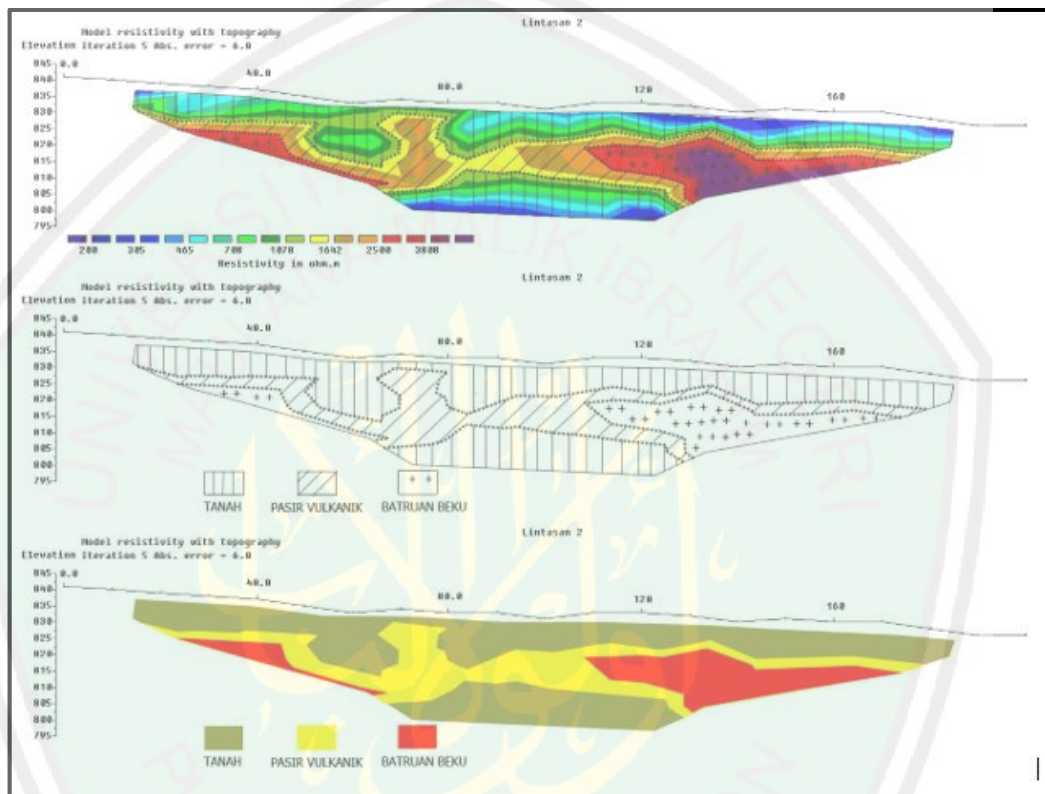 Lintasan 2
Model resistivity with topography
Elevation Iteration 5 Abs. error = 6.0
845 0.0
840 40.0
835 80.0 120 160
830
825
820
815
810
805
800
795
200 305 465 708 1078 1642 2500 3808
Resistivity in ohm.m
Lintasan 2
Model resistivity with topography
Elevation Iteration 5 Abs. error = 6.0
845 0.0
840 40.0
835 80.0 120 160
830
825
820
815
810
805
800
795
TANAH PASIR VULKANIK BATRUAN BEKU
Lintasan 2
Model resistivity with topography
Elevation Iteration 5 Abs. error = 6.0
845 0.0
840 40.0
835 80.0 120 160
830
825
820
815
810
805
800
795
TANAH PASIR VULKANIK BATRUAN BEKU